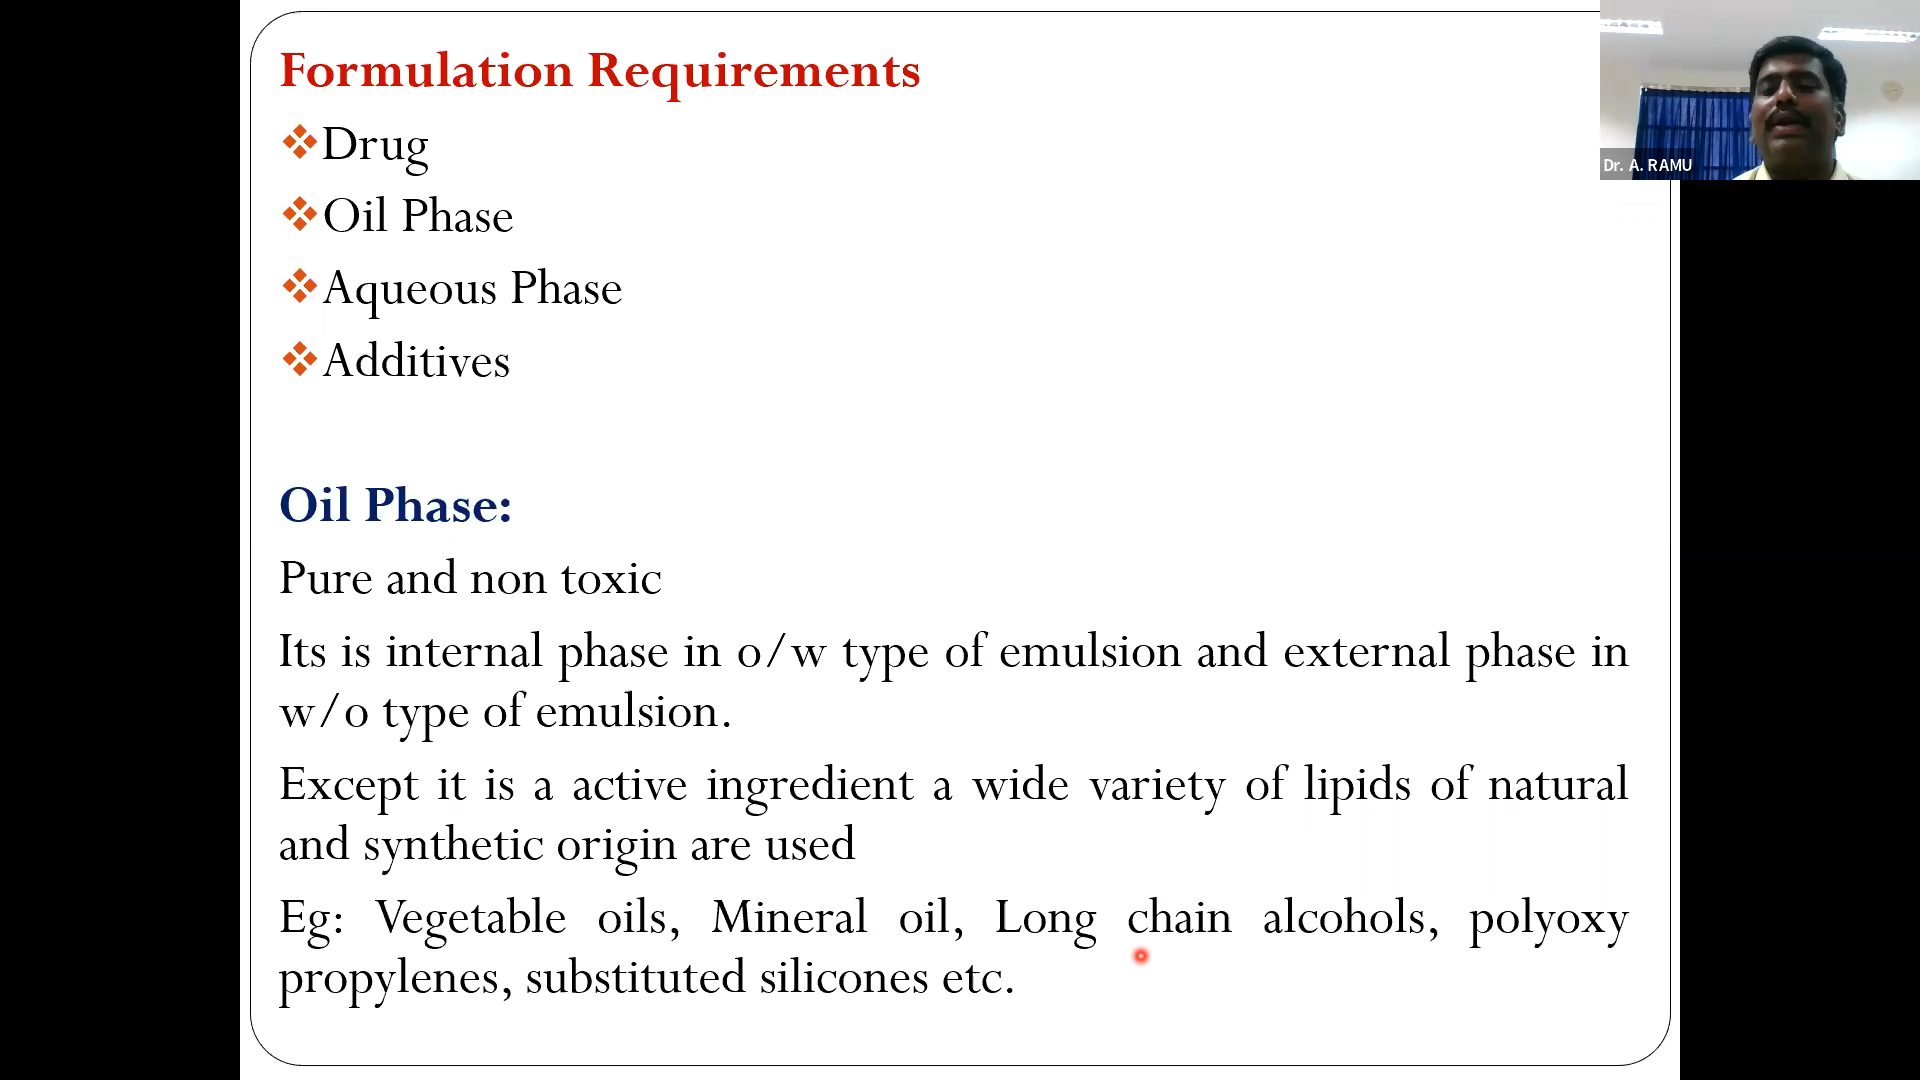 Formulation Requirements
Drug
Oil Phase
Aqueous Phase
Additives
Oil Phase:
Pure and non toxic
Its is internal phase in o/w type of emulsion and external phase in
w/o type of emulsion.
Except it is a active ingredient a wide variety of lipids of natural
and synthetic origin are used
Eg: Vegetable oils, Mineral oil, Long chain alcohols, polyoxy
propylenes, substituted silicones etc.
Dr. A. RAMU